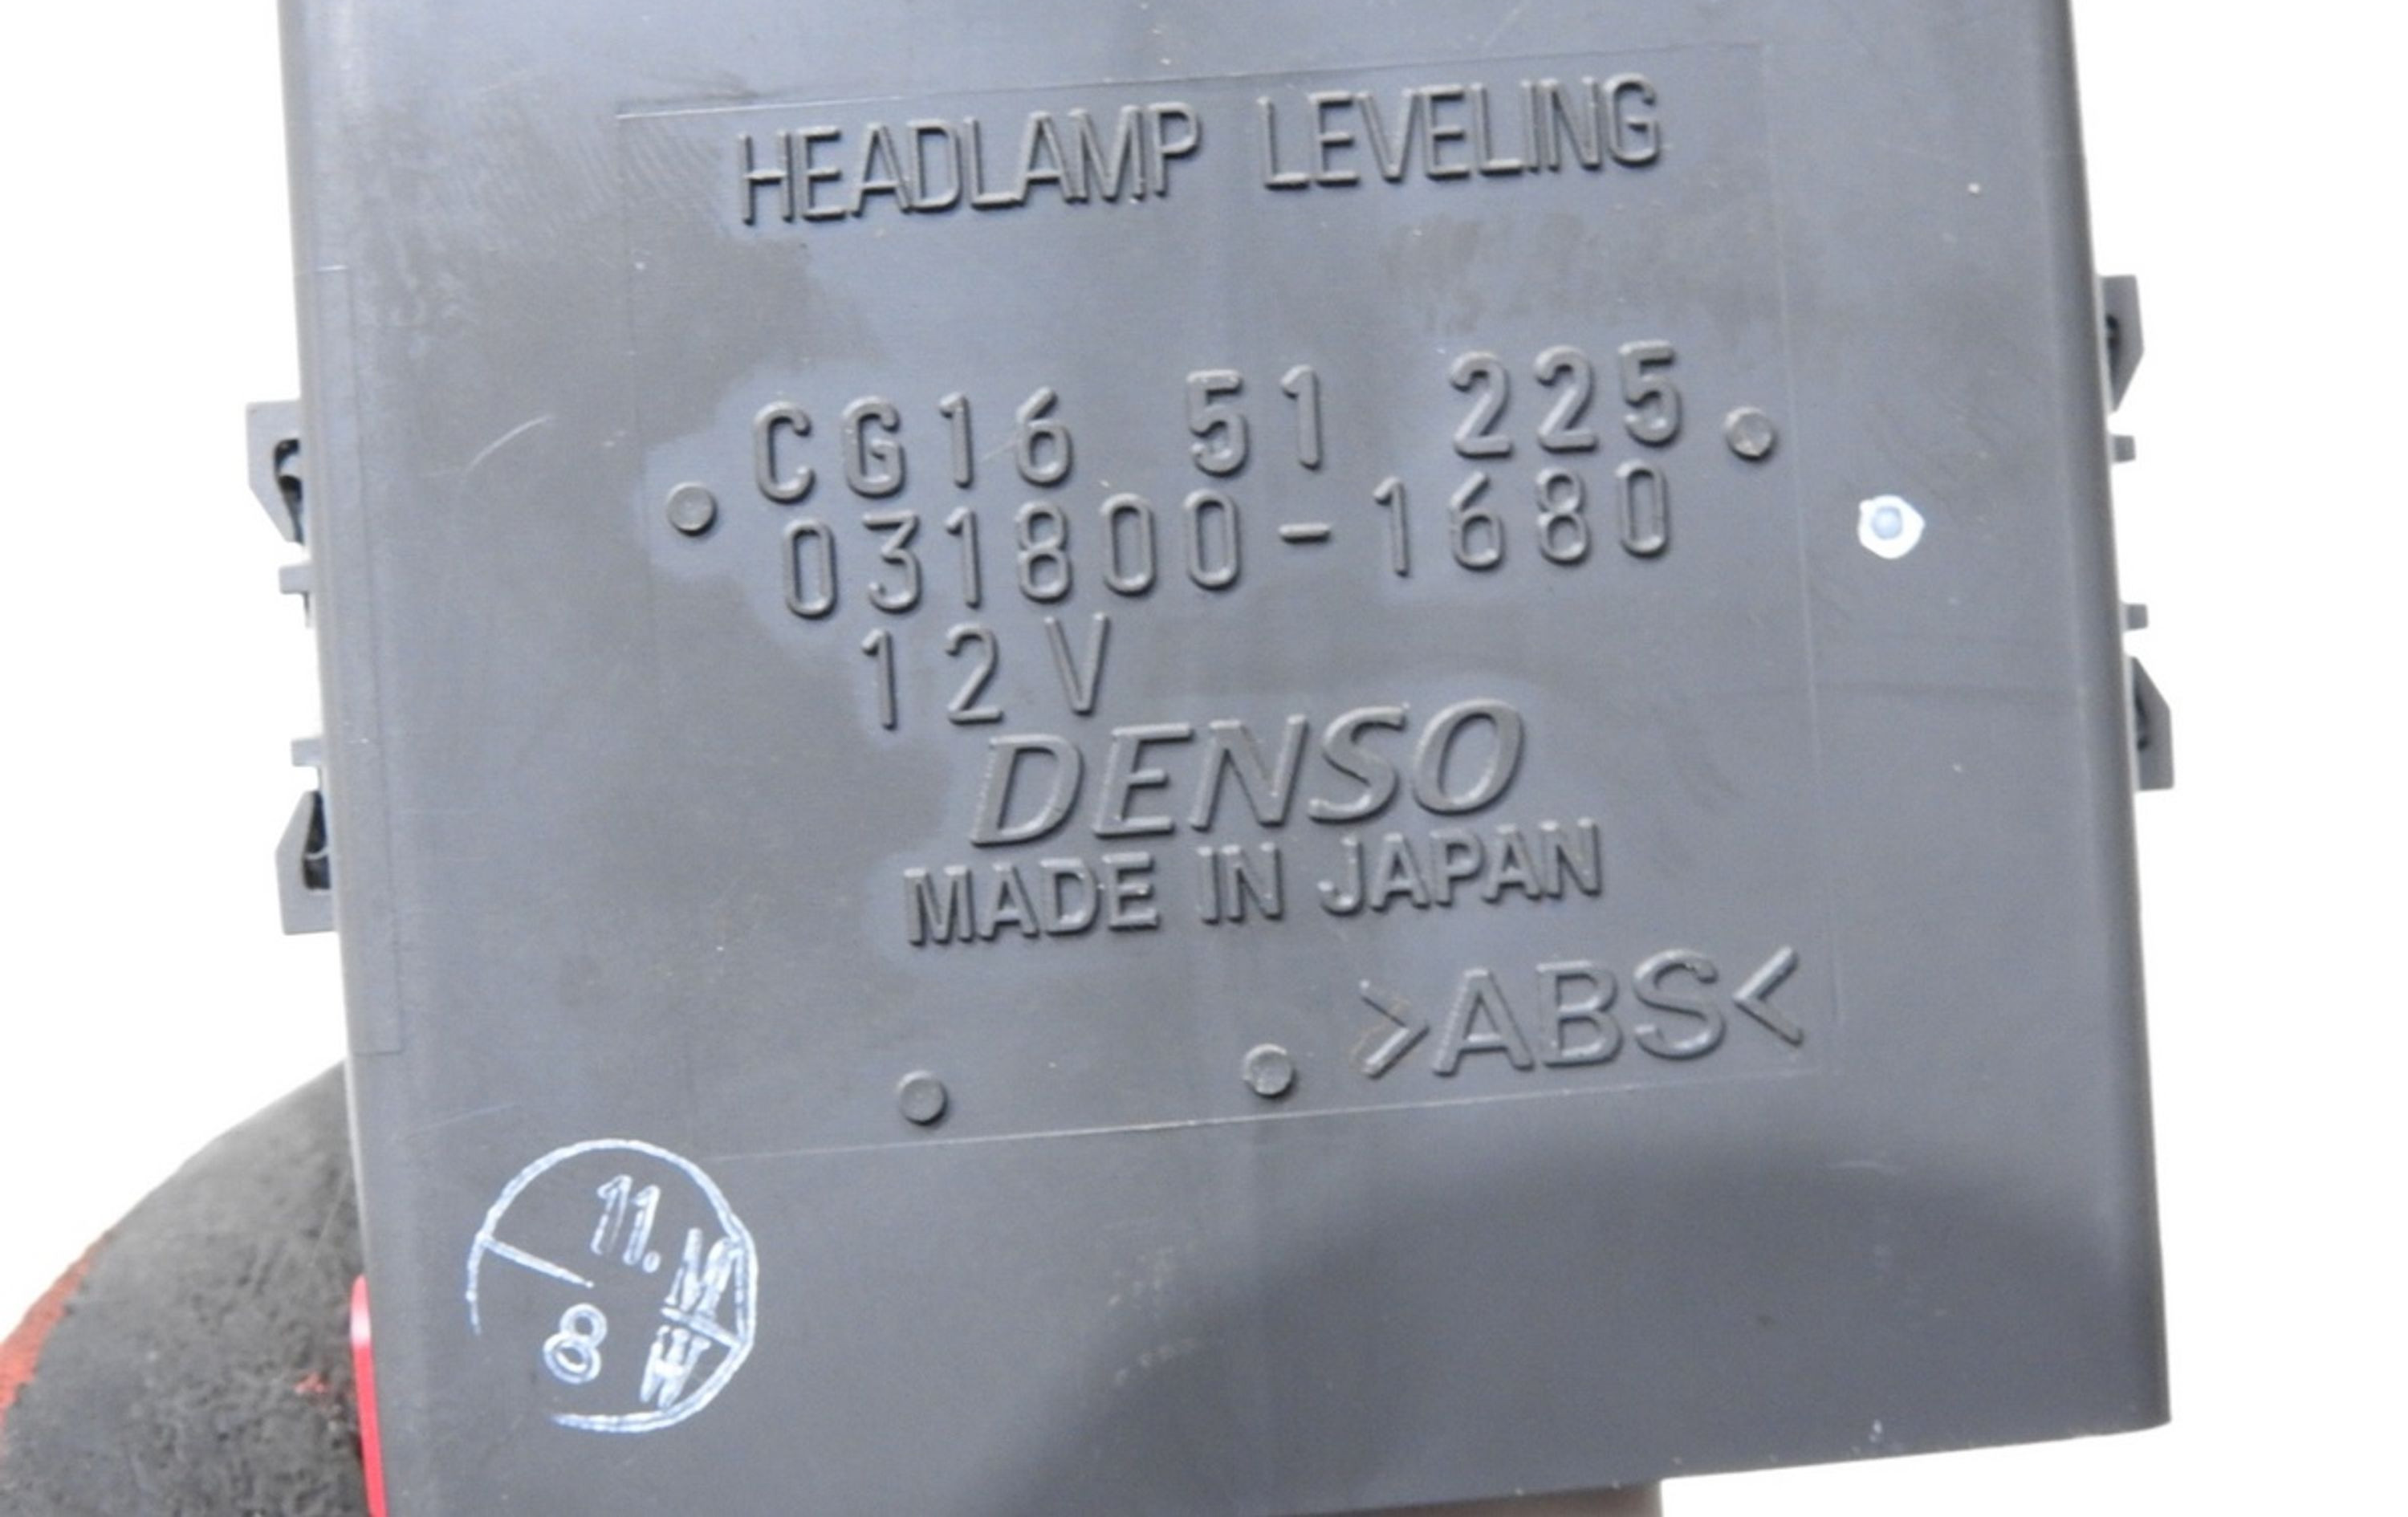 HEADLAMP LEVELING
CG16 51 225
031800-1680
12V
DENSO
MADE IN JAPAN
>ABS<
11.
8